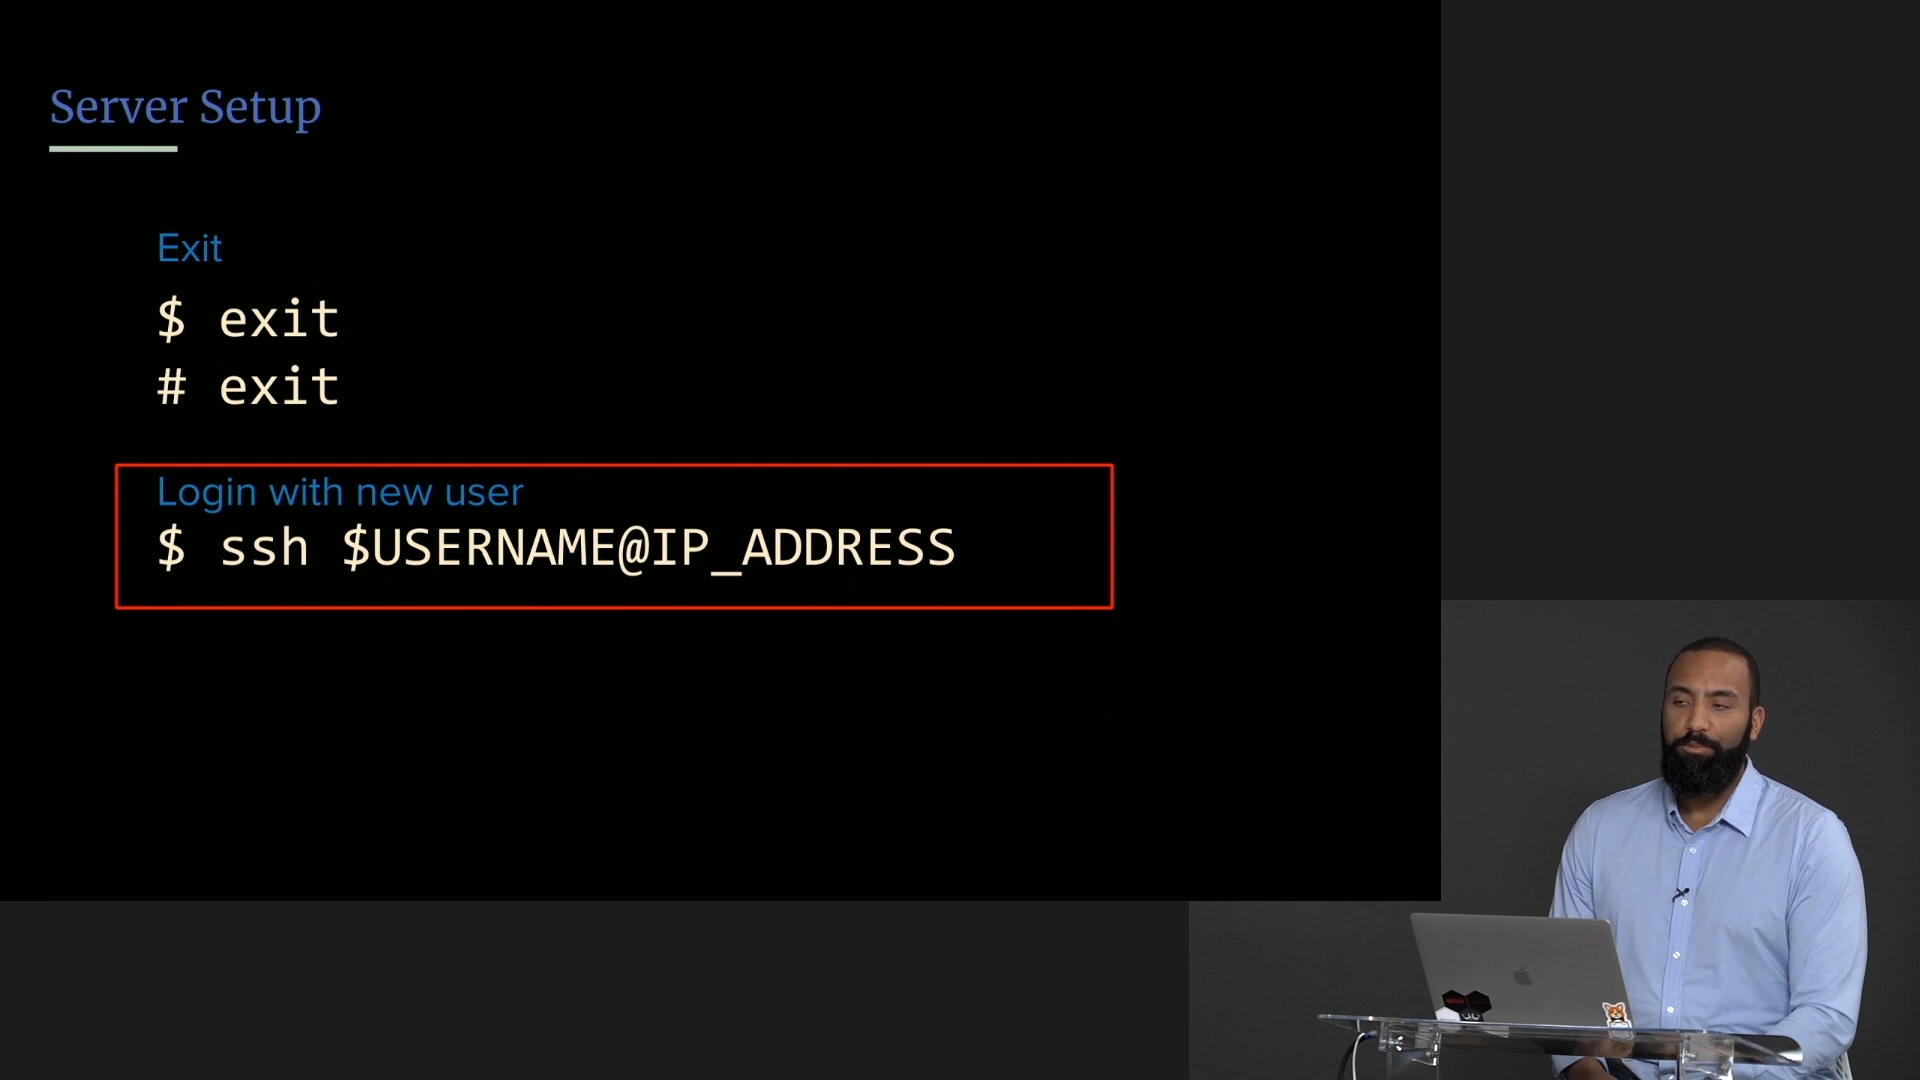 Server Setup
Exit
$ exit
# exit
Login with new user
$ ssh $USERNAME@IP_ADDRESS